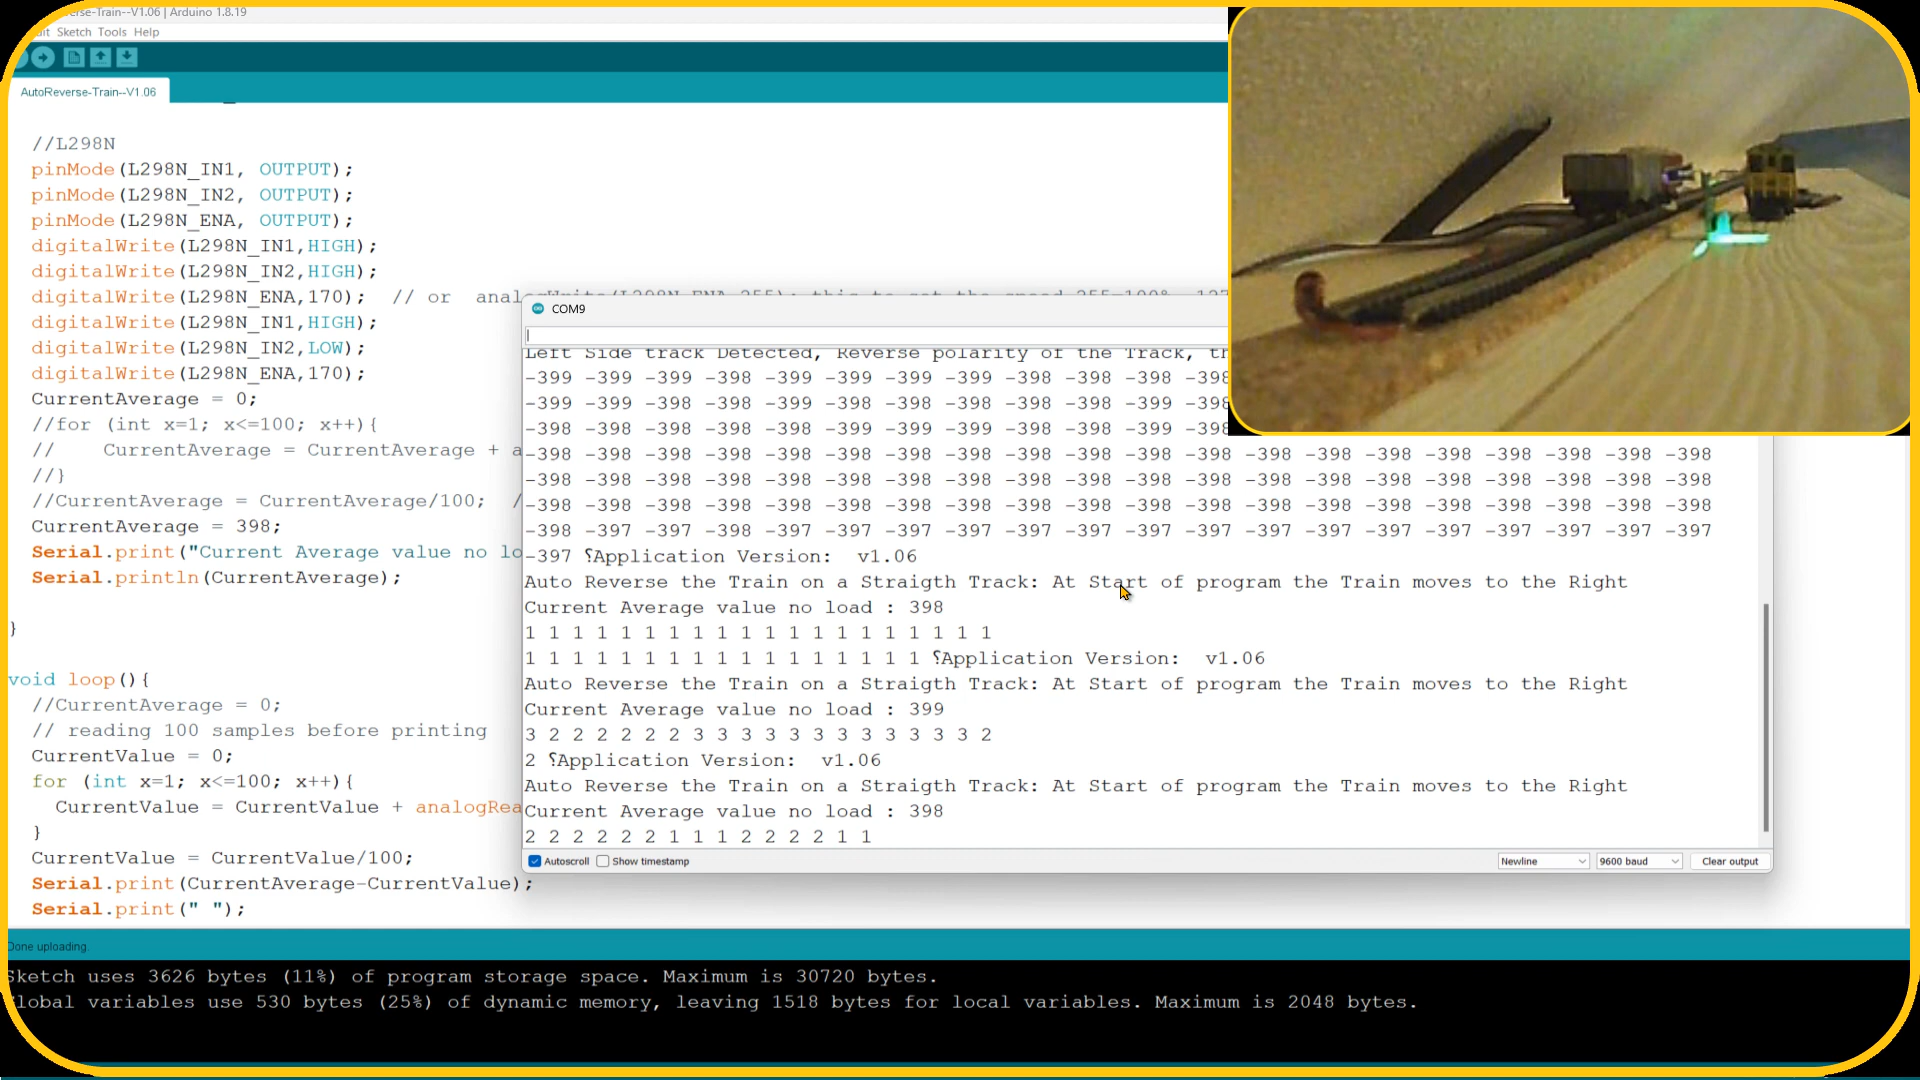 erse-Train--V1.06 | Arduino 1.8.19
Sketch Tools Help
AutoReverse-Train--V1.06
//L298N
pinMode(L298N_IN1, OUTPUT);
pinMode(L298N_IN2, OUTPUT);
pinMode(L298N_ENA, OUTPUT);
digitalWrite(L298N_IN1,HIGH);
digitalWrite(L298N_IN2,HIGH);
digitalWrite(L298N_ENA,170); // or
digitalWrite(L298N_IN1,HIGH);
digitalWrite(L298N_IN2,LOW);
digitalWrite(L298N_ENA,170);
CurrentAverage = 0;
//for (int x=1; x<=100; x++){
// CurrentAverage = CurrentAverage + a
//}
//CurrentAverage = CurrentAverage/100; /
CurrentAverage = 398;
Serial.print("Current Average value no lo
Serial.println(CurrentAverage);
}
void loop(){
//CurrentAverage = 0;
// reading 100 samples before printing
CurrentValue = 0;
for (int x=1; x<=100; x++){
CurrentValue = CurrentValue + analogRea
}
CurrentValue = CurrentValue/100;
Serial.print(CurrentAverage-CurrentValue);
Serial.print(" ");
COM9
Left Side track Detected, Reverse polarity of the Track, th
-399 -399 -399 -398 -399 -399 -399 -399 -398 -398 -398 -398
-399 -399 -398 -398 -399 -398 -398 -398 -398 -398 -399 -398
-398 -398 -398 -398 -399 -399 -399 -398 -398 -398 -399 -398
-398 -398 -398 -398 -398 -398 -398 -398 -398 -398 -398 -398 -398 -398 -398 -398 -398 -398 -398 -398
-398 -398 -398 -398 -398 -398 -398 -398 -398 -398 -398 -398 -398 -398 -398 -398 -398 -398 -398 -398
-398 -398 -398 -398 -398 -398 -398 -398 -398 -398 -398 -398 -398 -398 -398 -398 -398 -398 -398 -398
-398 -397 -397 -398 -397 -397 -397 -397 -397 -397 -397 -397 -397 -397 -397 -397 -397 -397 -397 -397
-397 ⸮Application Version: v1.06
Auto Reverse the Train on a Straigth Track: At Start of program the Train moves to the Right
Current Average value no load : 398
1 1 1 1 1 1 1 1 1 1 1 1 1 1 1 1 1 1 1 1
1 1 1 1 1 1 1 1 1 1 1 1 1 1 1 1 1 ⸮Application Version: v1.06
Auto Reverse the Train on a Straigth Track: At Start of program the Train moves to the Right
Current Average value no load : 399
3 2 2 2 2 2 2 3 3 3 3 3 3 3 3 3 3 3 3 2
2 ⸮Application Version: v1.06
Auto Reverse the Train on a Straigth Track: At Start of program the Train moves to the Right
Current Average value no load : 398
2 2 2 2 2 2 1 1 1 2 2 2 2 1 1
Autoscroll Show timestamp Newline 9600 baud Clear output
Done uploading.
Sketch uses 3626 bytes (11%) of program storage space. Maximum is 30720 bytes.
Global variables use 530 bytes (25%) of dynamic memory, leaving 1518 bytes for local variables. Maximum is 2048 bytes.